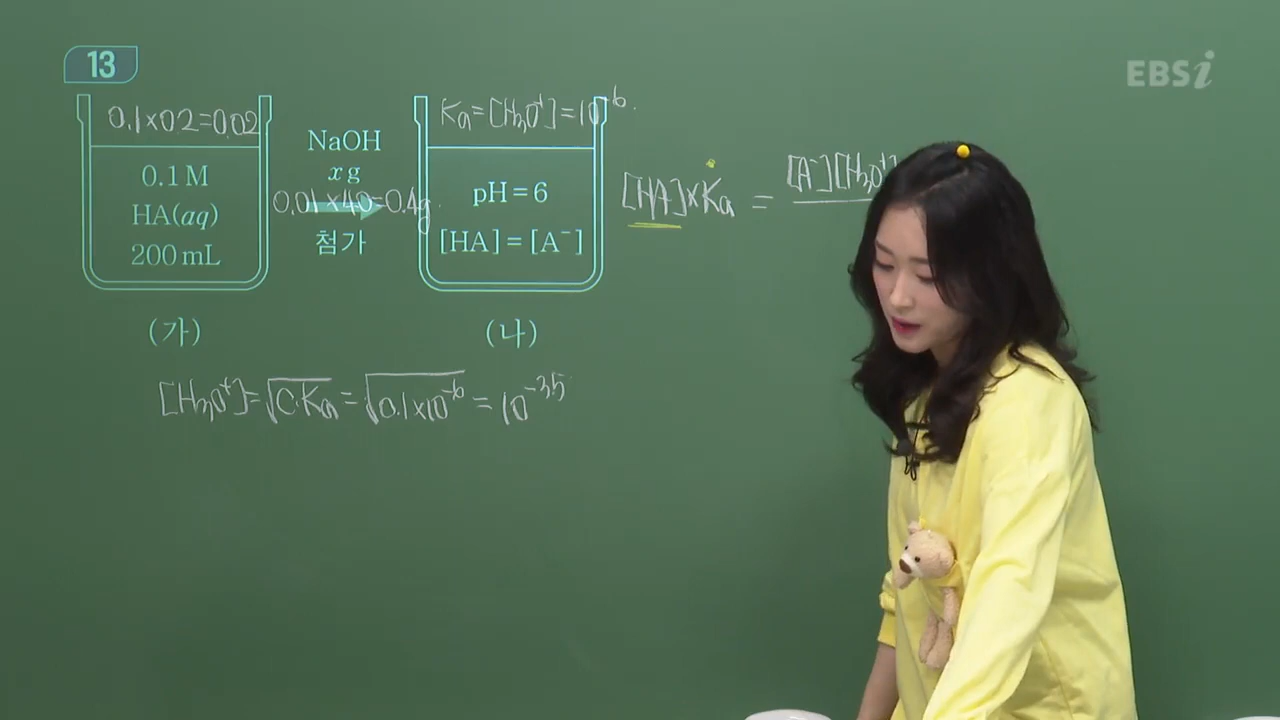 13
EBSi
0.1×0.2=0.02
0.1 M
HA(aq)
200 mL
(가)
NaOH
x g
0.01×40=0.4g
첨가
Ka=[H₃O⁺]=10⁻⁶.
pH=6
[HA]=[A⁻]
(나)
[HA]×Ka = [A⁻][H₃O⁺]
[H₃O⁺]=√C·Ka=√0.1×10⁻⁶ = 10⁻³·⁵